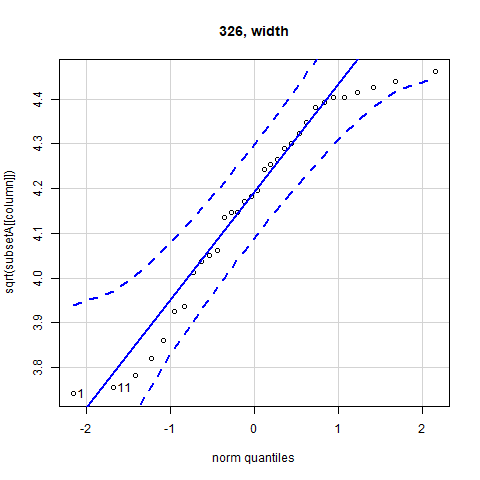 326, width
sqrt(subsetA[[column]])
4.4
4.3
4.2
4.1
4.0
3.9
3.8
1
11
-2 -1 0 1 2
norm quantiles